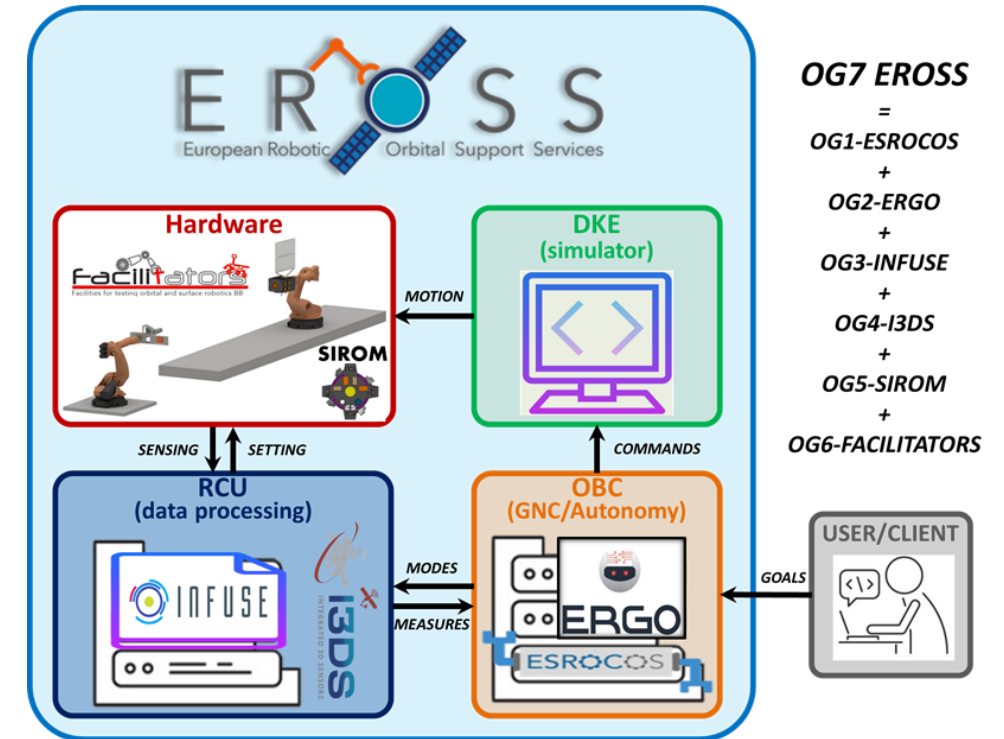 EROSS
European Robotic Orbital Support Services
OG7 EROSS
=
OG1-ESROCOS
+
OG2-ERGO
+
OG3-INFUSE
+
OG4-I3DS
+
OG5-SIROM
+
OG6-FACILITATORS
Hardware
Facilitators
Facilities for testing orbital and surface robotics BB
SIROM
MOTION
DKE
(simulator)
SENSING
SETTING
COMMANDS
RCU
(data processing)
INFUSE
I3DS
INTEGRATED 3D SENSORS
MODES
MEASURES
OBC
(GNC/Autonomy)
ERGO
ESROCOS
GOALS
USER/CLIENT